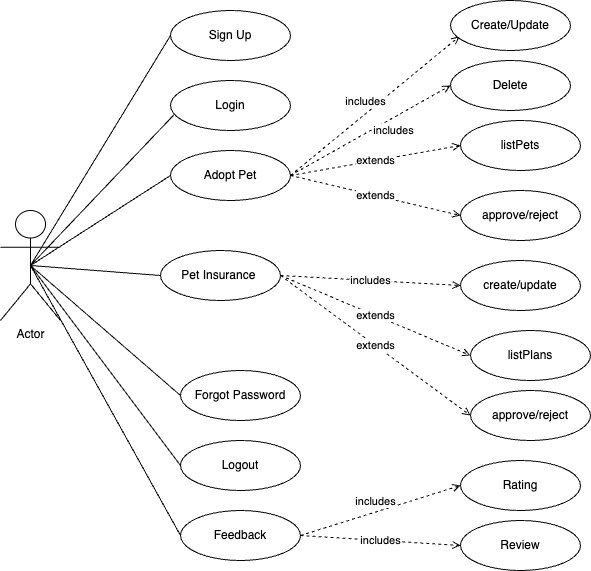 Sign Up
Create/Update
Delete
Login
includes
includes
listPets
extends
Adopt Pet
extends
approve/reject
Pet Insurance
includes
create/update
extends
Actor
extends
listPlans
Forgot Password
approve/reject
Logout
Rating
includes
Feedback
includes
Review